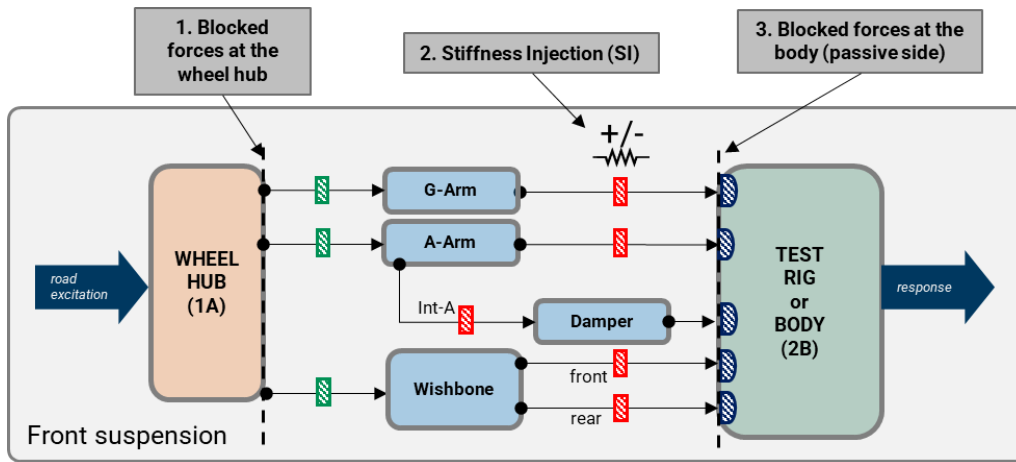 1. Blocked
forces at the
wheel hub
2. Stiffness Injection (SI)
3. Blocked forces at the
body (passive side)
+/-
G-Arm
A-Arm
WHEEL
HUB
(1A)
road
excitation
Int-A
Damper
TEST
RIG
or
BODY
(2B)
response
Wishbone
front
rear
Front suspension